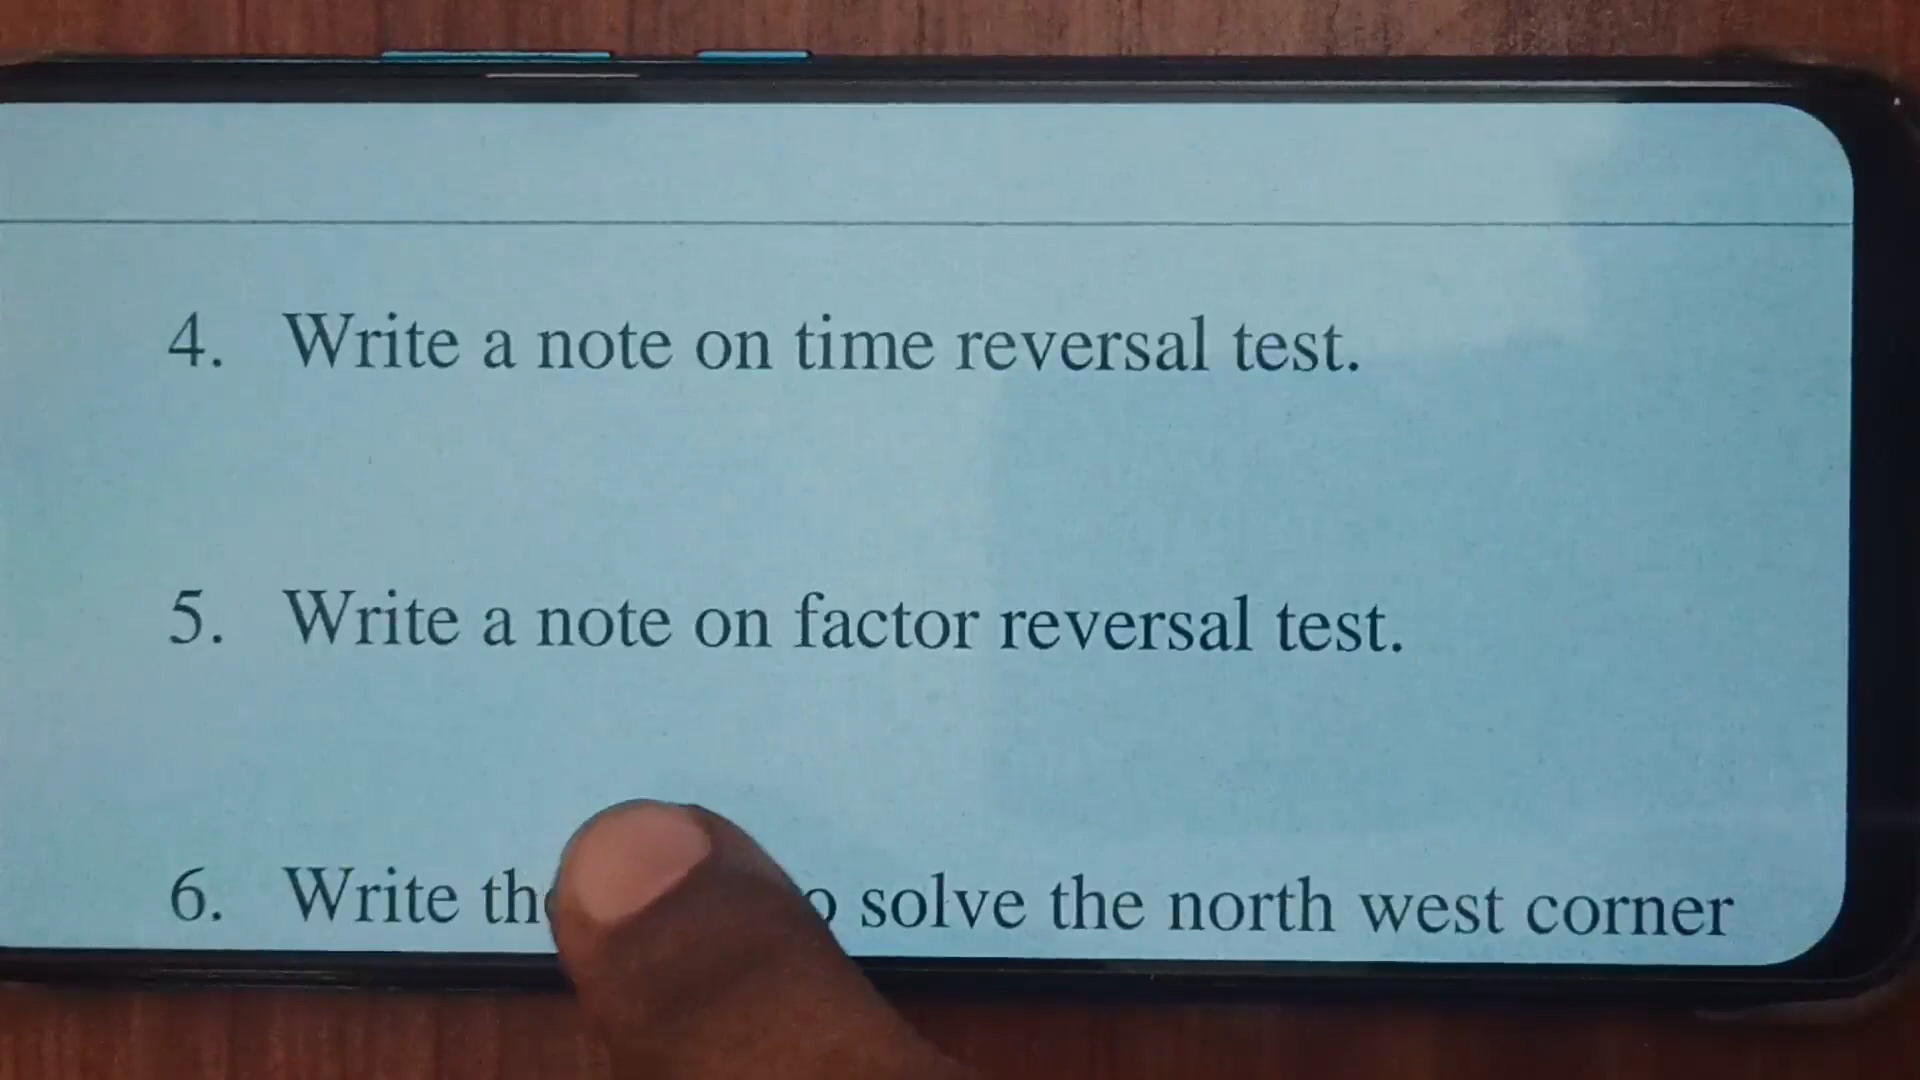 4. Write a note on time reversal test.
5. Write a note on factor reversal test.
6. Write solve the north west corner